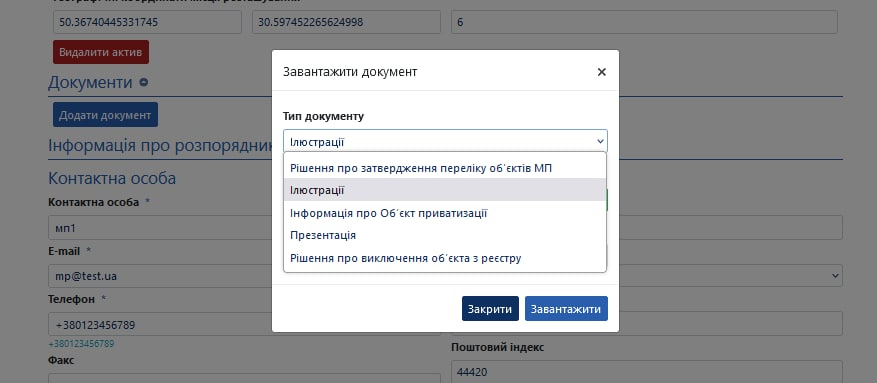 50.36740445331745 30.597452265624998 6
Видалити актив
Завантажити документ ×
Документи
Тип документу
Додати документ
Ілюстрації
Інформація про розпорядник
Рішення про затвердження переліку об'єктів МП
Контактна особа
Ілюстрації
Контактна особа *
Інформація про Об'єкт приватизації
мп1
Презентація
E-mail *
Рішення про виключення об'єкта з реєстру
mp@test.ua
Телефон *
Закрити Завантажити
+380123456789
+380123456789
Поштовий індекс
Факс
44420